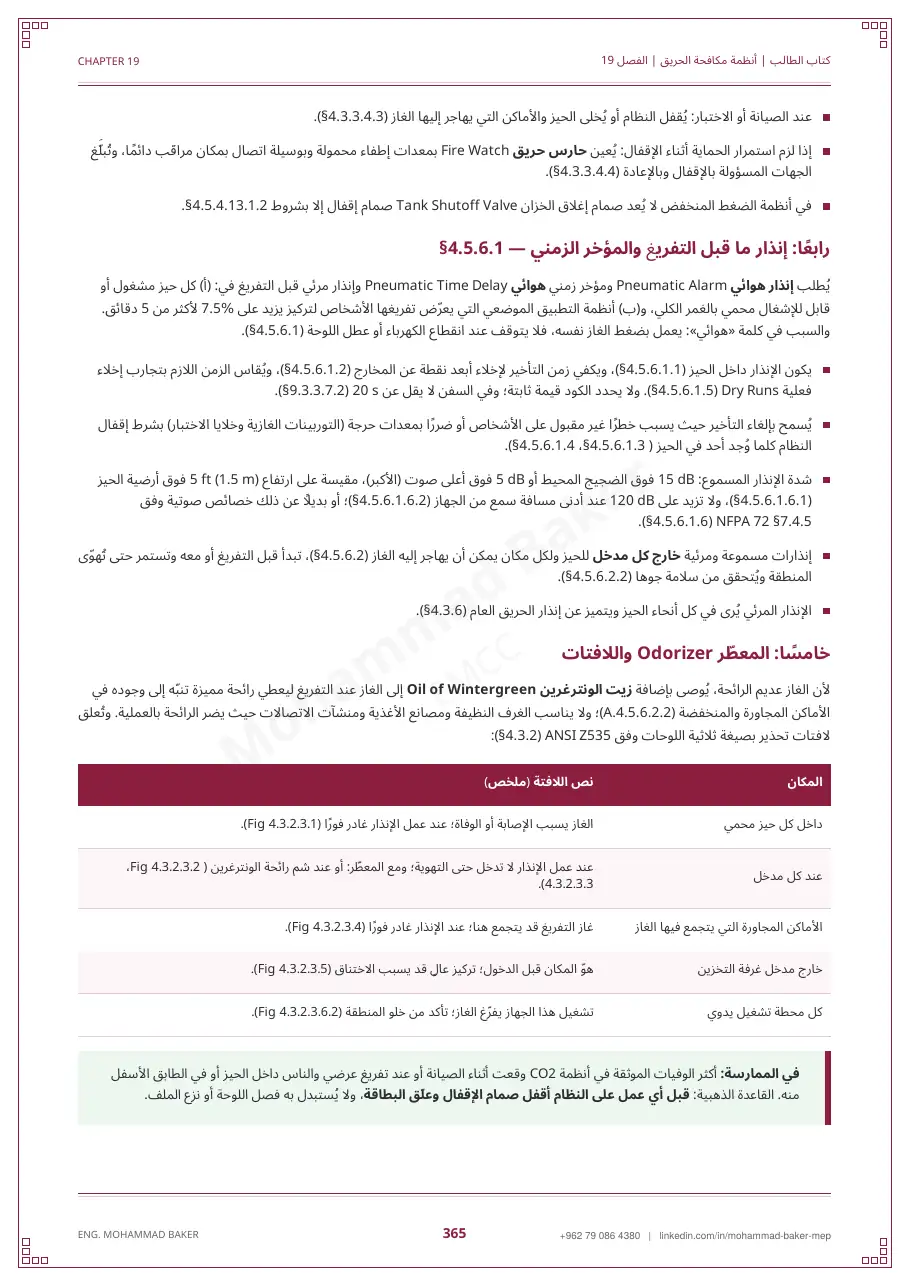 كتاب الطالب | أنظمة مكافحة الحريق | الفصل 19
CHAPTER 19
عند الصيانة أو الاختبار: يُقفل النظام أو يُخلى الحيز والأماكن التي يهاجر إليها الغاز (§4.3.3.4.3).
إذا لزم استمرار الحماية أثناء الإقفال: يُعين حارس حريق Fire Watch بمعدات إطفاء محمولة وبوسيلة اتصال بمكان مراقَب دائمًا، وتُبلَّغ
الجهات المسؤولة بالإقفال وبالإعادة (§4.3.3.4.4).
في أنظمة الضغط المنخفض لا يُعد صمام إغلاق الخزان Tank Shutoff Valve صمام إقفال إلا بشروط §4.5.4.13.1.2.
رابعًا: إنذار ما قبل التفريغ والمؤخر الزمني — §4.5.6.1
يُطلب إنذار هوائي Pneumatic Alarm ومؤخر زمني هوائي Pneumatic Time Delay وإنذار مرئي قبل التفريغ في: (أ) كل حيز مشغول أو
قابل للإشغال محمي بالغمر الكلي، و(ب) أنظمة التطبيق الموضعي التي يعرّض تفريغها الأشخاص لتركيز يزيد على 7.5% لأكثر من 5 دقائق.
والسبب في كلمة «هوائي»: يعمل بضغط الغاز نفسه، فلا يتوقف عند انقطاع الكهرباء أو عطل اللوحة (§4.5.6.1).
يكون الإنذار داخل الحيز (§4.5.6.1.1)، ويكفي زمن التأخير لإخلاء أبعد نقطة عن المخارج (§4.5.6.1.2)، ويُقاس الزمن اللازم بتجارب إخلاء
فعلية Dry Runs (§4.5.6.1.5). ولا يحدد الكود قيمة ثابتة؛ وفي السفن لا يقل عن 20 s (§9.3.3.7.2).
يُسمح بإلغاء التأخير حيث يسبب خطرًا غير مقبول على الأشخاص أو ضررًا بمعدات حرجة (التوربينات الغازية وخلايا الاختبار) بشرط إقفال
النظام كلما وُجد أحد في الحيز ( §4.5.6.1.3، §4.5.6.1.4).
شدة الإنذار المسموع: 15 dB فوق الضجيج المحيط أو 5 dB فوق أعلى صوت (الأكبر)، مقيسة على ارتفاع 5 ft (1.5 m) فوق أرضية الحيز
(§4.5.6.1.6.1)، ولا تزيد على 120 dB عند أدنى مسافة سمع من الجهاز (§4.5.6.1.6.2)؛ أو بديلًا عن ذلك خصائص صوتية وفق
NFPA 72 §7.4.5 (§4.5.6.1.6).
إنذارات مسموعة ومرئية خارج كل مدخل للحيز ولكل مكان يمكن أن يهاجر إليه الغاز (§4.5.6.2)، تبدأ قبل التفريغ أو معه وتستمر حتى تُهوّى
المنطقة ويُتحقق من سلامة جوها (§4.5.6.2.2).
الإنذار المرئي يُرى في كل أنحاء الحيز ويتميز عن إنذار الحريق العام (§4.3.6).
خامسًا: المعطّر Odorizer واللافتات
لأن الغاز عديم الرائحة، يُوصى بإضافة زيت الونترغرين Oil of Wintergreen إلى الغاز عند التفريغ ليعطي رائحة مميزة تنبّه إلى وجوده في
الأماكن المجاورة والمنخفضة (A.4.5.6.2.2)؛ ولا يناسب الغرف النظيفة ومصانع الأغذية ومنشآت الاتصالات حيث يضر الرائحة بالعملية. وتُعلق
لافتات تحذير بصيغة ثلاثية اللوحات وفق ANSI Z535 (§4.3.2):
المكان	نص اللافتة (ملخص)
داخل كل حيز محمي	الغاز يسبب الإصابة أو الوفاة؛ عند عمل الإنذار غادر فورًا (Fig 4.3.2.3.1).
عند كل مدخل	عند عمل الإنذار لا تدخل حتى التهوية؛ ومع المعطّر: أو عند شم رائحة الونترغرين ( Fig 4.3.2.3.2،
4.3.2.3.3).
الأماكن المجاورة التي يتجمع فيها الغاز	غاز التفريغ قد يتجمع هنا؛ عند الإنذار غادر فورًا (Fig 4.3.2.3.4).
خارج مدخل غرفة التخزين	هوّ المكان قبل الدخول؛ تركيز عال قد يسبب الاختناق (Fig 4.3.2.3.5).
كل محطة تشغيل يدوي	تشغيل هذا الجهاز يفرّغ الغاز؛ تأكد من خلو المنطقة (Fig 4.3.2.3.6.2).
في الممارسة: أكثر الوفيات الموثقة في أنظمة CO2 وقعت أثناء الصيانة أو عند تفريغ عرضي والناس داخل الحيز أو في الطابق الأسفل
منه. القاعدة الذهبية: قبل أي عمل على النظام أقفل صمام الإقفال وعلّق البطاقة، ولا يُستبدل به فصل اللوحة أو نزع الملف.
Mohammad Baker
MCC
ENG. MOHAMMAD BAKER
365
+962 79 086 4380 | linkedin.com/in/mohammad-baker-mep